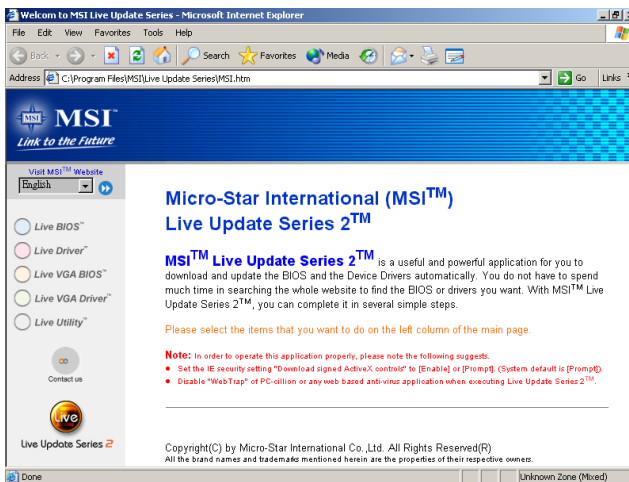 Welcom to MSI Live Update Series - Microsoft Internet Explorer
File Edit View Favorites Tools Help
Back Search Favorites Media
Address C:\Program Files\MSI\Live Update Series\MSI.htm Go Links
MSI
MSI™
Link to the Future
Visit MSI™ Website
English
Live BIOS™
Live Driver™
Live VGA BIOS™
Live VGA Driver™
Live Utility™
Contact us
Live
Live Update Series 2
Micro-Star International (MSI™)
Live Update Series 2™
MSI™ Live Update Series 2™ is a useful and powerful application for you to
download and update the BIOS and the Device Drivers automatically. You do not have to spend
much time in searching the whole website to find the BIOS or drivers you want. With MSI™ Live
Update Series 2™, you can complete it in several simple steps.
Please select the items that you want to do on the left column of the main page.
Note: In order to operate this application properly, please note the following suggests.
• Set the IE security setting "Download signed ActiveX controls" to [Enable] or [Prompt]. (System default is [Prompt]).
• Disable "WebTrap" of PC-cillion or any web based anti-virus application when executing Live Update Series 2™.
Copyright(C) by Micro-Star International Co.,Ltd. All Rights Reserved(R)
All the brand names and trademarks mentioned herein are the properties of their respective owners.
Done Unknown Zone (Mixed)